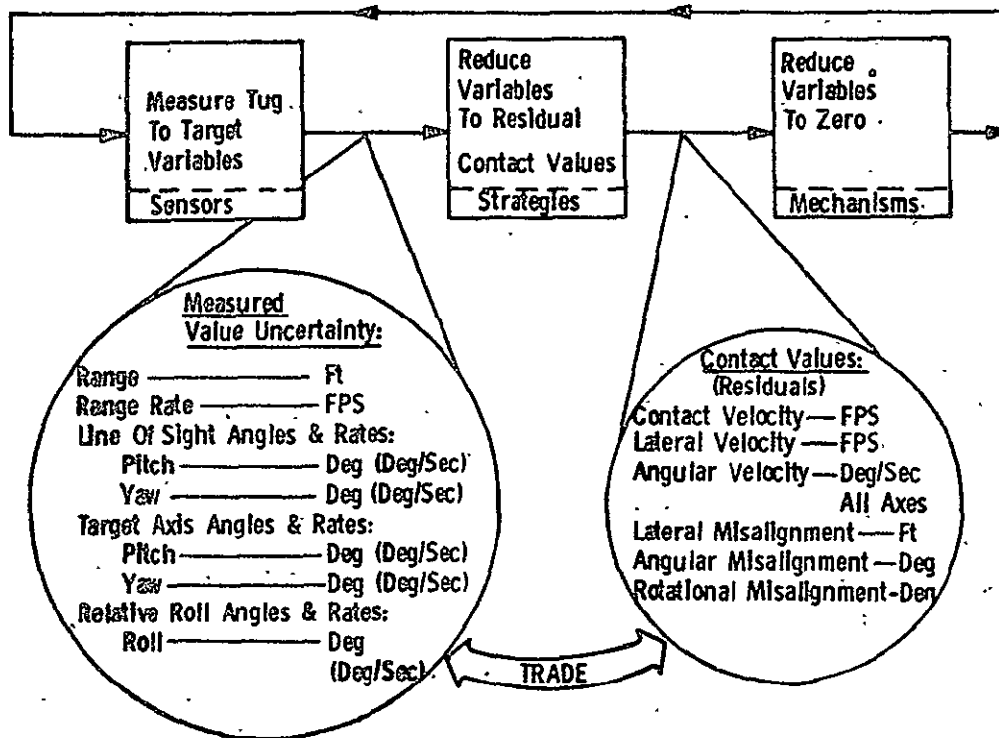 Measure Tug
To Target
Variables
Sensors
Reduce
Variables
To Residual
Contact Values
Strategies
Reduce
Variables
To Zero
Mechanisms
Measured
Value Uncertainty:
Range — Ft
Range Rate — FPS
Line Of Sight Angles & Rates:
Pitch — Deg (Deg/Sec)
Yaw — Deg (Deg/Sec)
Target Axis Angles & Rates:
Pitch — Deg (Deg/Sec)
Yaw — Deg (Deg/Sec)
Relative Roll Angles & Rates:
Roll — Deg
(Deg/Sec)
TRADE
Contact Values:
(Residuals)
Contact Velocity — FPS
Lateral Velocity — FPS
Angular Velocity — Deg/Sec
All Axes
Lateral Misalignment — Ft
Angular Misalignment — Deg
Rotational Misalignment - Deg